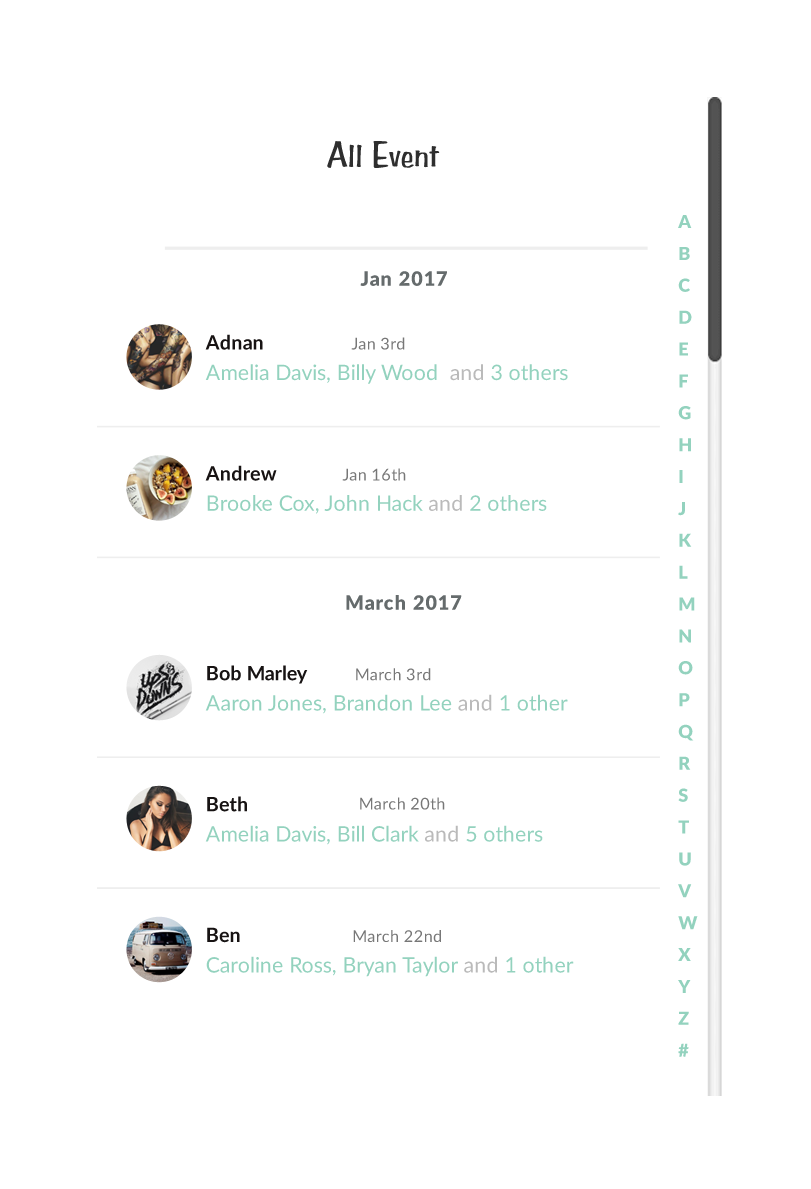 All Event
Jan 2017
Adnan Jan 3rd
Amelia Davis, Billy Wood and 3 others
Andrew Jan 16th
Brooke Cox, John Hack and 2 others
March 2017
UPS &
DOWNS
Bob Marley March 3rd
Aaron Jones, Brandon Lee and 1 other
Beth March 20th
Amelia Davis, Bill Clark and 5 others
Ben March 22nd
Caroline Ross, Bryan Taylor and 1 other
A
B
C
D
E
F
G
H
I
J
K
L
M
N
O
P
Q
R
S
T
U
V
W
X
Y
Z
#